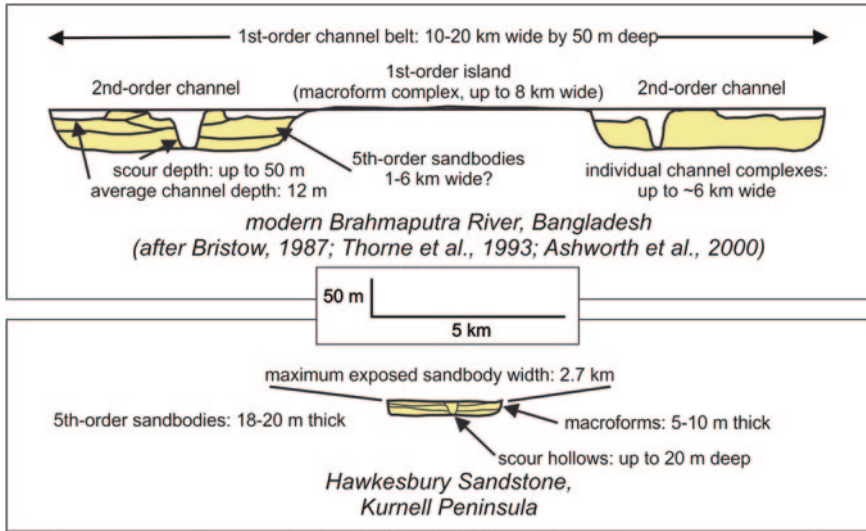 1st-order channel belt: 10-20 km wide by 50 m deep
2nd-order channel
1st-order island
(macroform complex, up to 8 km wide)
2nd-order channel
scour depth: up to 50 m
average channel depth: 12 m
5th-order sandbodies
1-6 km wide?
individual channel complexes:
up to ~6 km wide
modern Brahmaputra River, Bangladesh
(after Bristow, 1987; Thorne et al., 1993; Ashworth et al., 2000)
50 m
5 km
maximum exposed sandbody width: 2.7 km
5th-order sandbodies: 18-20 m thick
macroforms: 5-10 m thick
scour hollows: up to 20 m deep
Hawkesbury Sandstone,
Kurnell Peninsula